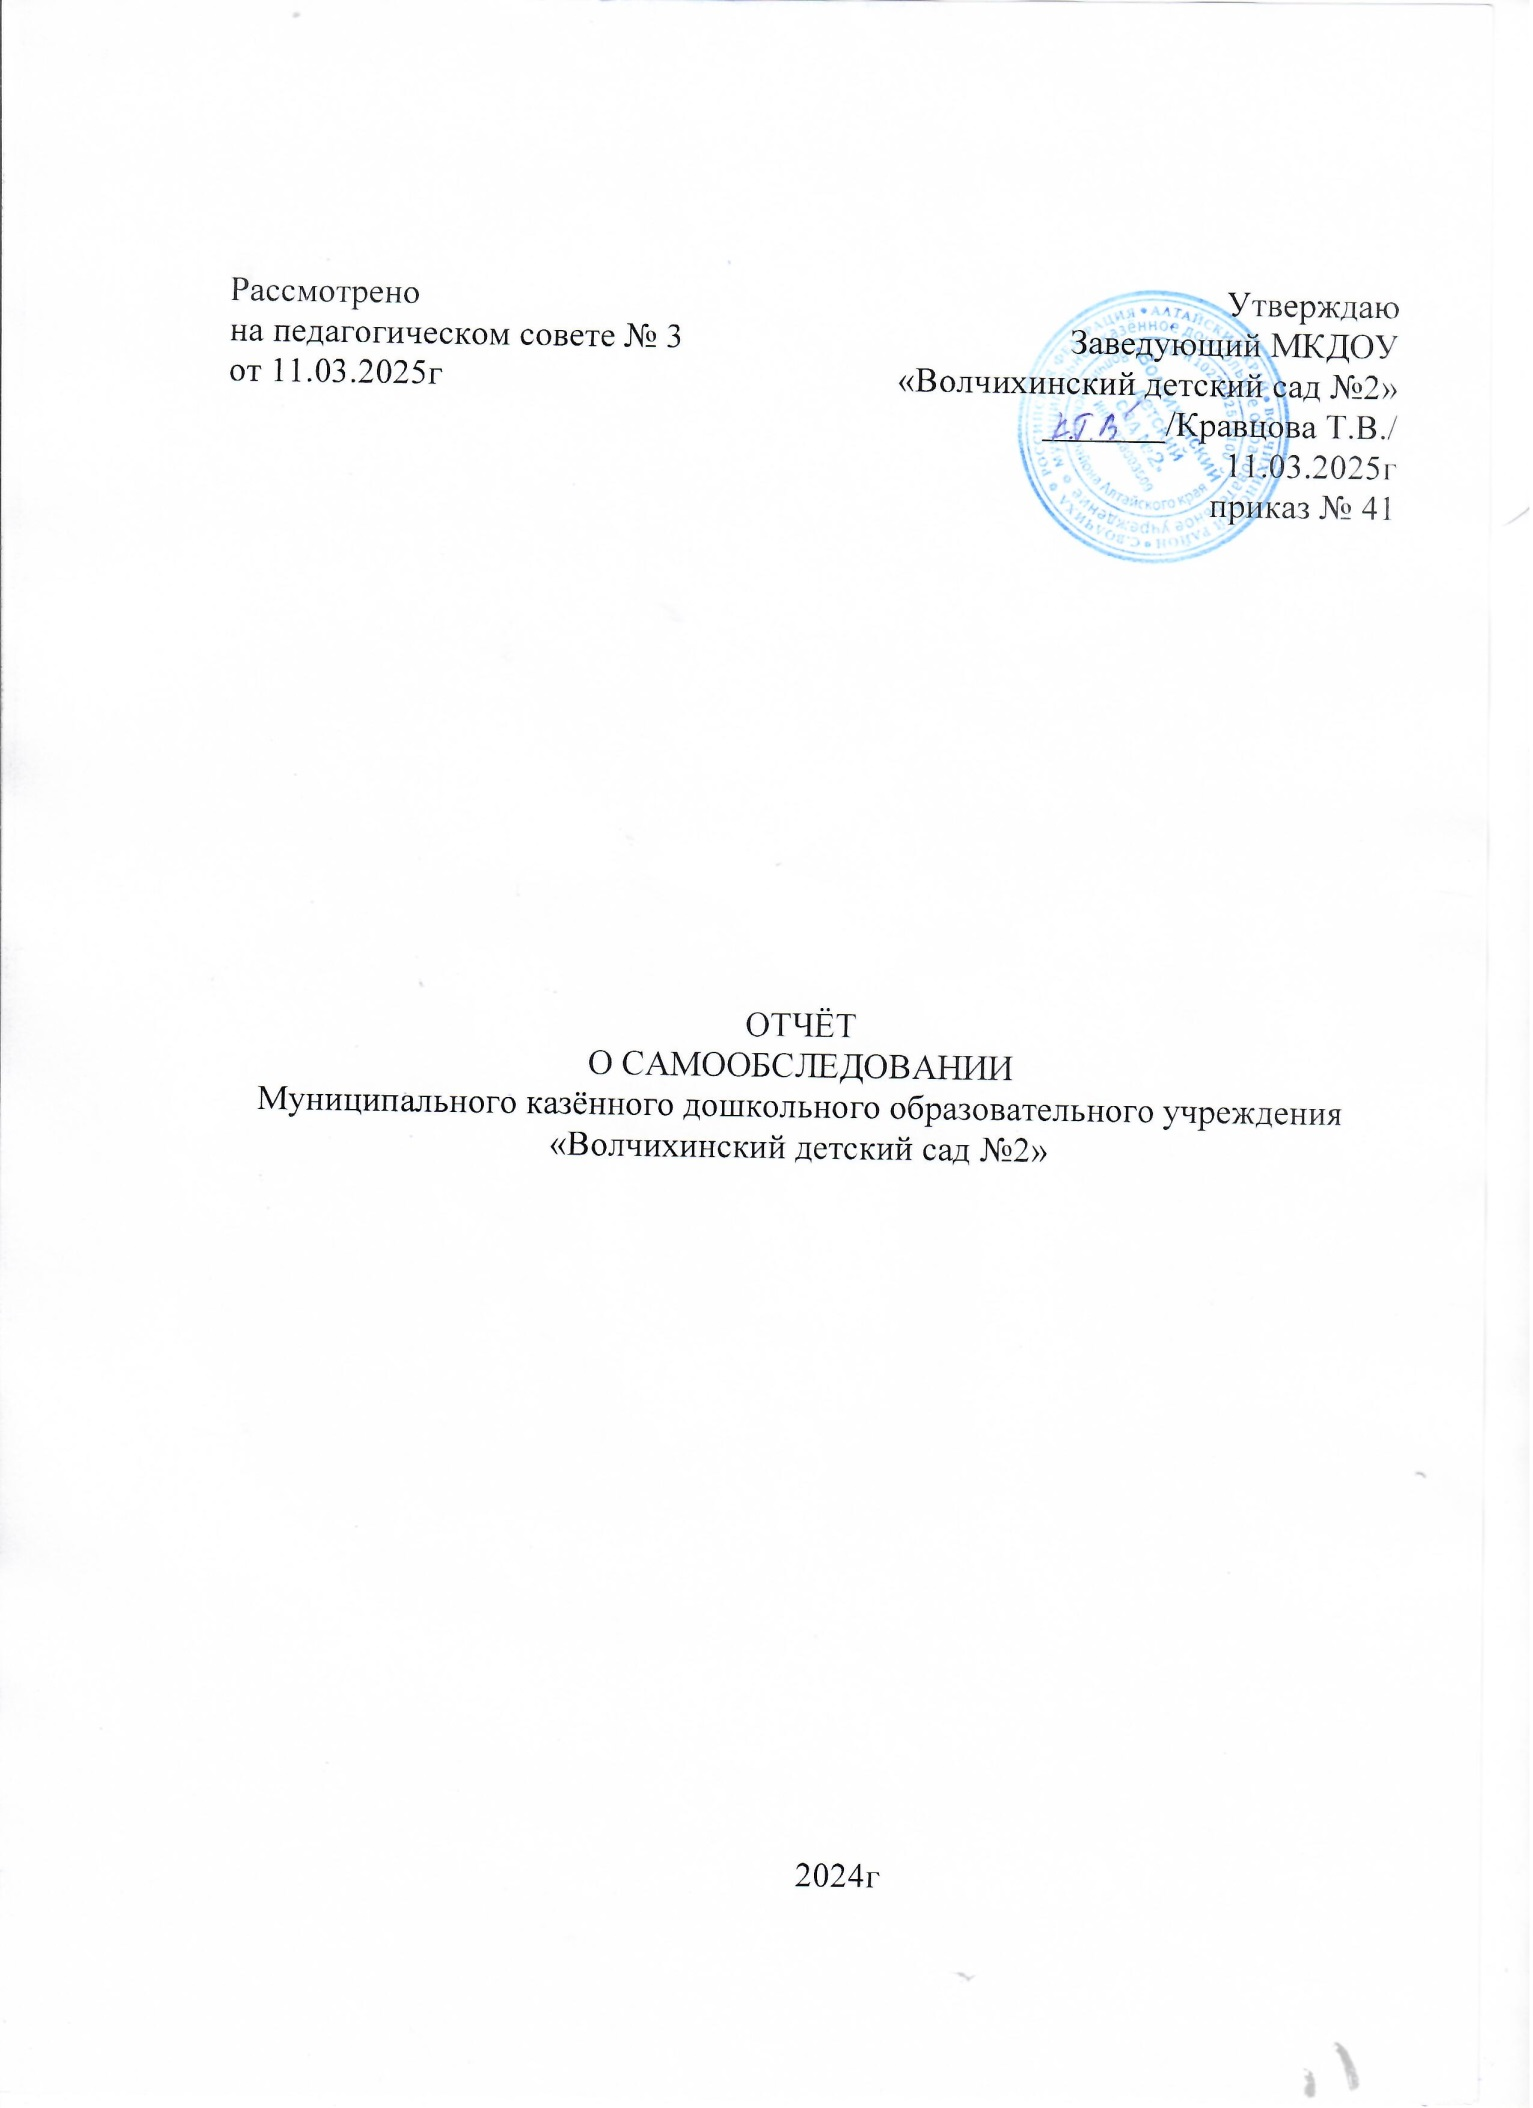 Рассмотрено
на педагогическом совете № 3
от 11.03.2025г
Утверждаю
Заведующий МКДОУ
«Волчихинский детский сад №2»
/Кравцова Т.В./
11.03.2025г
приказ № 41
ОТЧЁТ
О САМООБСЛЕДОВАНИИ
Муниципального казённого дошкольного образовательного учреждения
«Волчихинский детский сад №2»
2024г